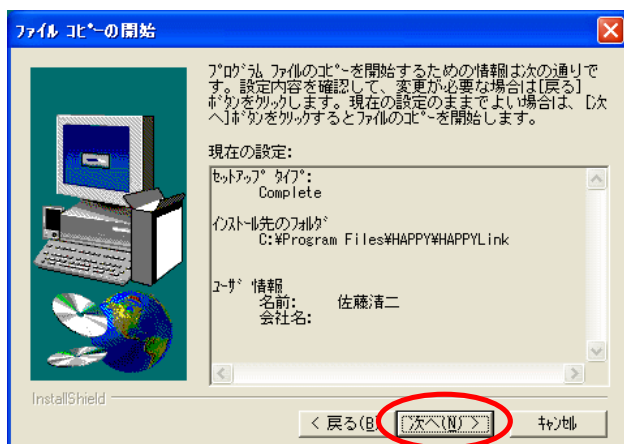 ファイル コピーの開始
プログラム ファイルのコピーを開始するための情報は次の通りで
す。設定内容を確認して、変更が必要な場合は[戻る]
ボタンをクリックします。現在の設定のままでよい場合は、[次
へ]ボタンをクリックするとファイルのコピーを開始します。
現在の設定:
セットアップ タイプ:
Complete
インストール先のフォルダ
C:¥Program Files¥HAPPY¥HAPPYLink
ユーザ 情報
名前: 佐藤清二
会社名:
InstallShield
< 戻る(B)
次へ(N) >
キャンセル